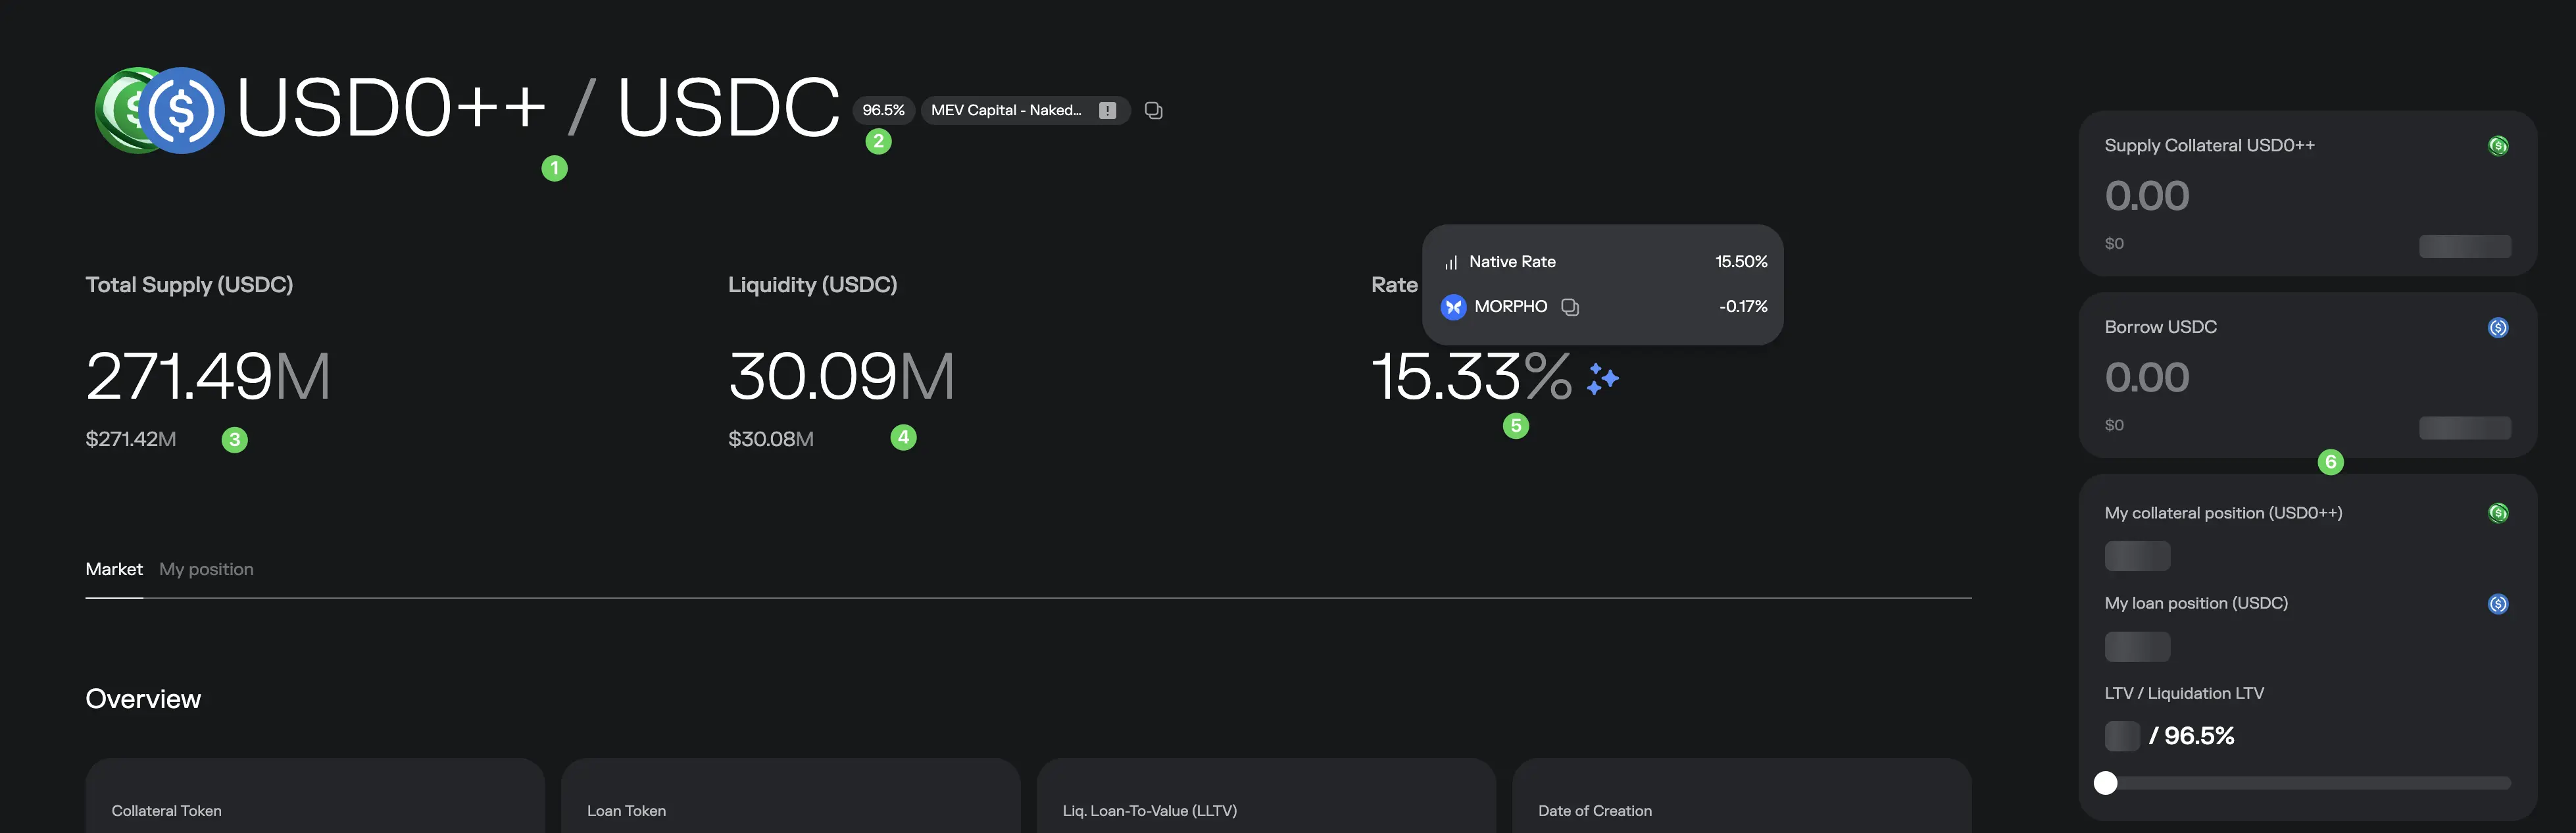 USD0++ / USDC 96.5% MEV Capital - Naked...
2
1
Total Supply (USDC)
271.49M
$271.42M 3
Liquidity (USDC)
30.09M
$30.08M 4
Rate
Native Rate 15.50%
MORPHO -0.17%
15.33%
5
Market My position
Overview
Collateral Token
Loan Token
Liq. Loan-To-Value (LLTV)
Date of Creation
Supply Collateral USD0++
0.00
$0
Borrow USDC
0.00
$0
6
My collateral position (USD0++)
My loan position (USDC)
LTV / Liquidation LTV
/ 96.5%